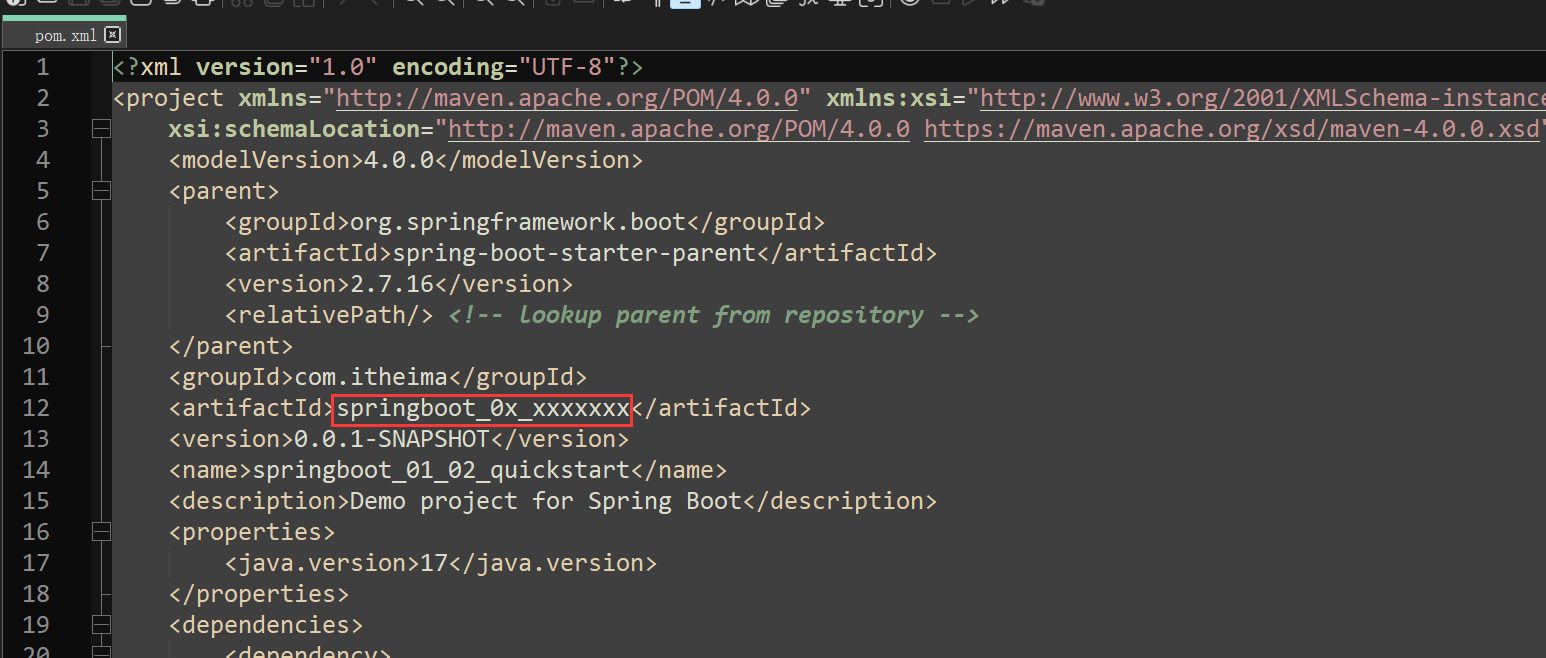 pom.xml
1 <?xml version="1.0" encoding="UTF-8"?>
2 <project xmlns="http://maven.apache.org/POM/4.0.0" xmlns:xsi="http://www.w3.org/2001/XMLSchema-instance
3 xsi:schemaLocation="http://maven.apache.org/POM/4.0.0 https://maven.apache.org/xsd/maven-4.0.0.xsd"
4 <modelVersion>4.0.0</modelVersion>
5 <parent>
6 <groupId>org.springframework.boot</groupId>
7 <artifactId>spring-boot-starter-parent</artifactId>
8 <version>2.7.16</version>
9 <relativePath/> <!-- lookup parent from repository -->
10 </parent>
11 <groupId>com.itheima</groupId>
12 <artifactId>springboot_0x_xxxxxxx</artifactId>
13 <version>0.0.1-SNAPSHOT</version>
14 <name>springboot_01_02_quickstart</name>
15 <description>Demo project for Spring Boot</description>
16 <properties>
17 <java.version>17</java.version>
18 </properties>
19 <dependencies>
20 <dependency>